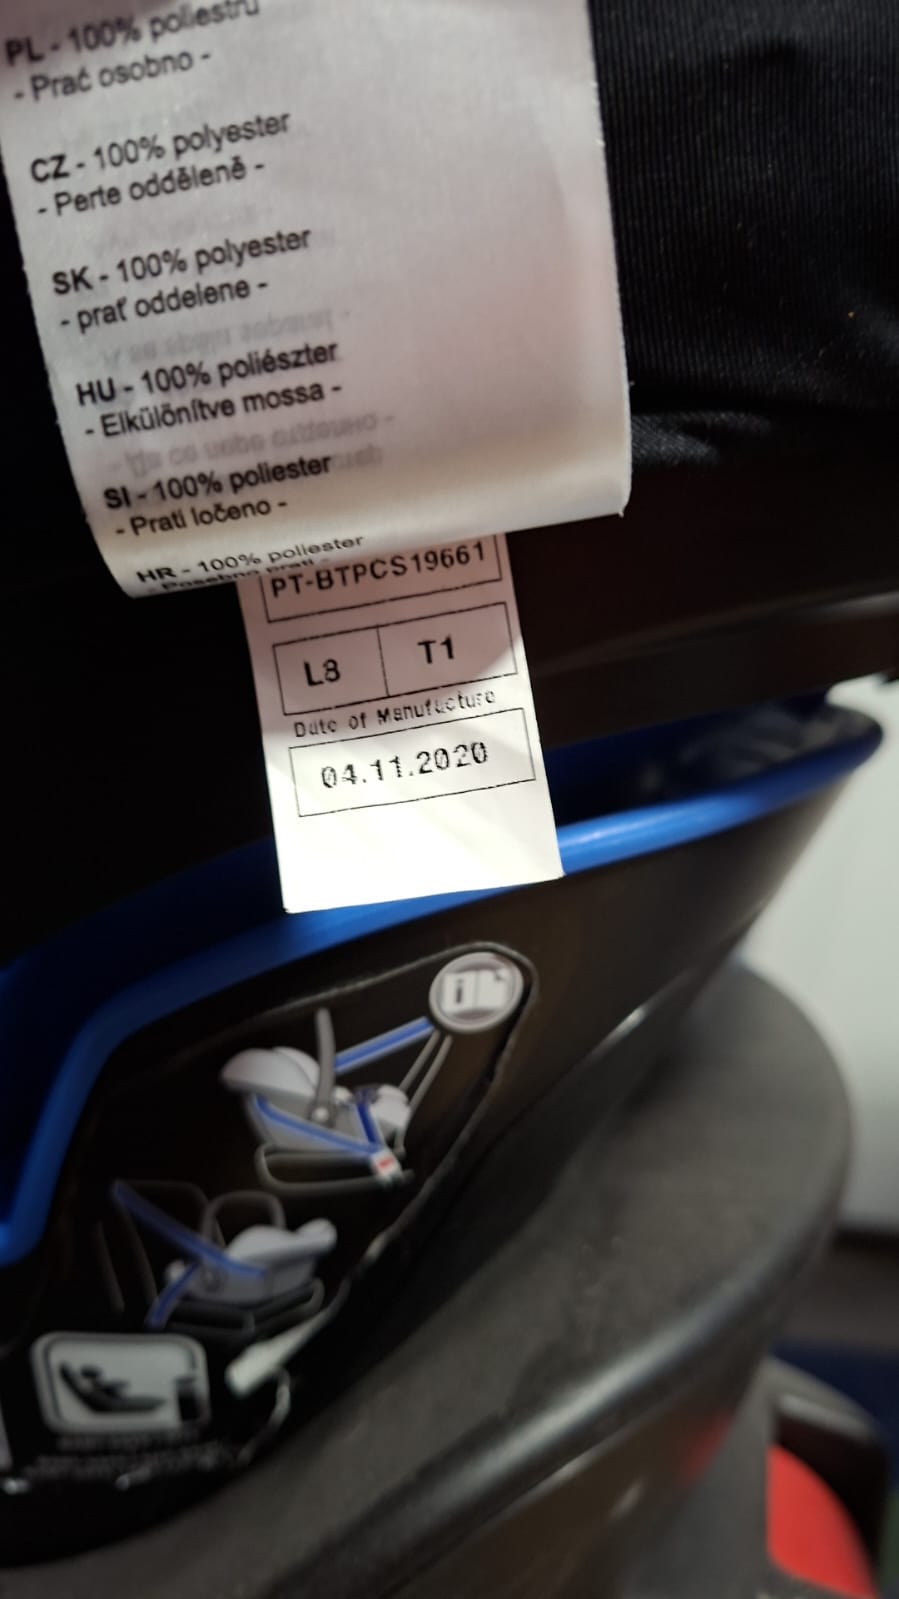 PL - 100% poliestru
- Prać osobno -
CZ - 100% polyester
- Perte odděleně -
SK - 100% polyester
- prať oddelene -
HU - 100% poliészter
- Elkülönítve mossa -
SI - 100% poliester
- Prati ločeno -
HR - 100% poliester
- Posebno prati -
PT-BTPCS19661
L8 T1
Date of Manufacture
04.11.2020
i